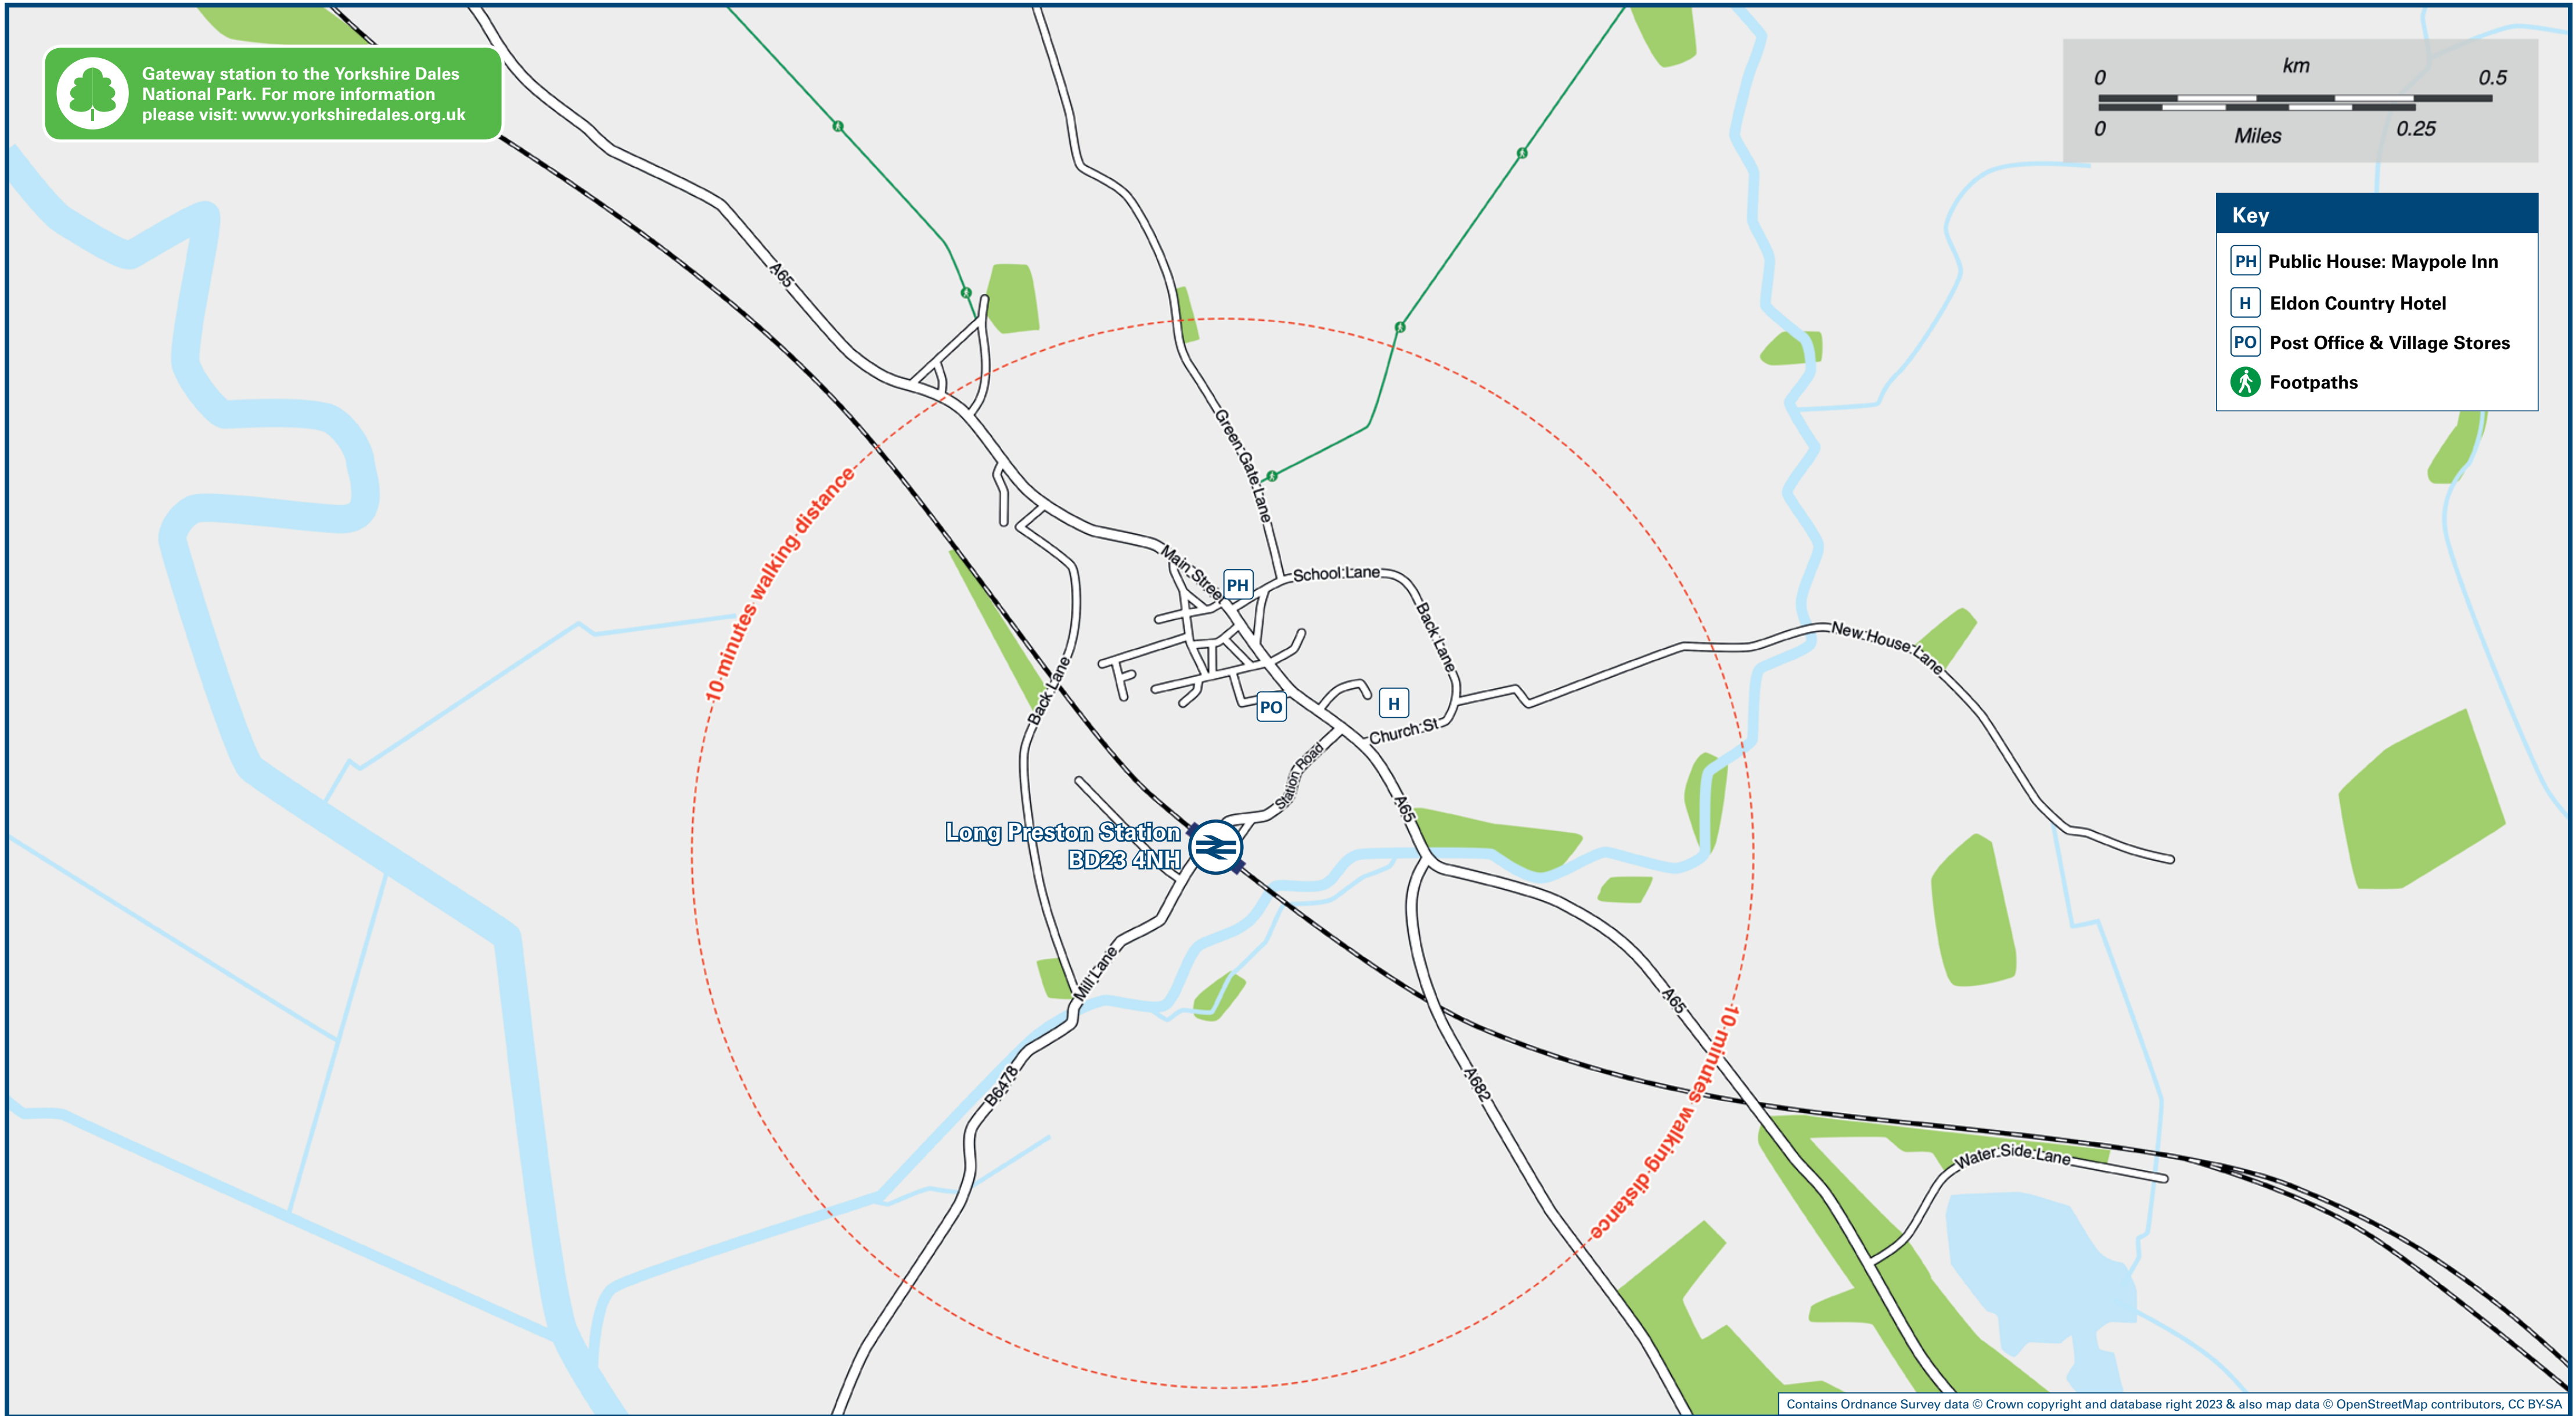 Gateway station to the Yorkshire Dales
National Park. For more information
please visit: www.yorkshiredales.org.uk
km
0
0.5
0
Miles
0.25
Key
PH Public House: Maypole Inn
H Eldon Country Hotel
PO Post Office & Village Stores
Footpaths
A65
Green Gate Lane
10 minutes walking distance
Main Street
PH
School Lane
Back Lane
New House Lane
Back Lane
PO
H
Church St
Station Road
A65
Long Preston Station
BD23 4NH
Mill Lane
A65
10 minutes walking distance
B6478
A682
Water Side Lane
Contains Ordnance Survey data © Crown copyright and database right 2023 & also map data © OpenStreetMap contributors, CC BY-SA